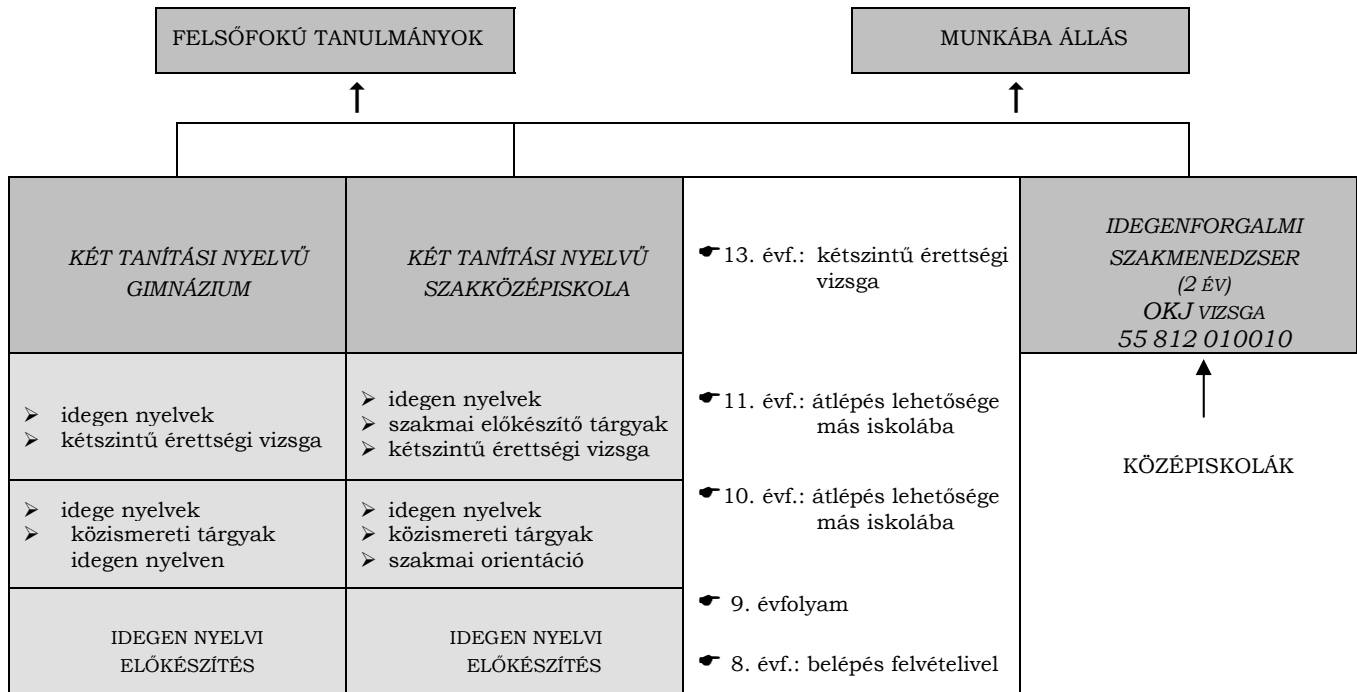 FELSŐFOKÚ TANULMÁNYOK
MUNKÁBA ÁLLÁS
KÉT TANÍTÁSI NYELVŰ
GIMNÁZIUM
KÉT TANÍTÁSI NYELVŰ
SZAKKÖZÉPISKOLA
13. évf.: kétszintű érettségi
vizsga
IDEGENFORGALMI
SZAKMENEDZSER
(2 ÉV)
OKJ VIZSGA
55 812 010010
idegen nyelvek
kétszintű érettségi vizsga
idegen nyelvek
szakmai előkészítő tárgyak
kétszintű érettségi vizsga
11. évf.: átlépés lehetősége
más iskolába
KÖZÉPISKOLÁK
idege nyelvek
közismereti tárgyak
idegen nyelven
idegen nyelvek
közismereti tárgyak
szakmai orientáció
10. évf.: átlépés lehetősége
más iskolába
IDEGEN NYELVI
ELŐKÉSZÍTÉS
IDEGEN NYELVI
ELŐKÉSZÍTÉS
9. évfolyam
8. évf.: belépés felvételivel